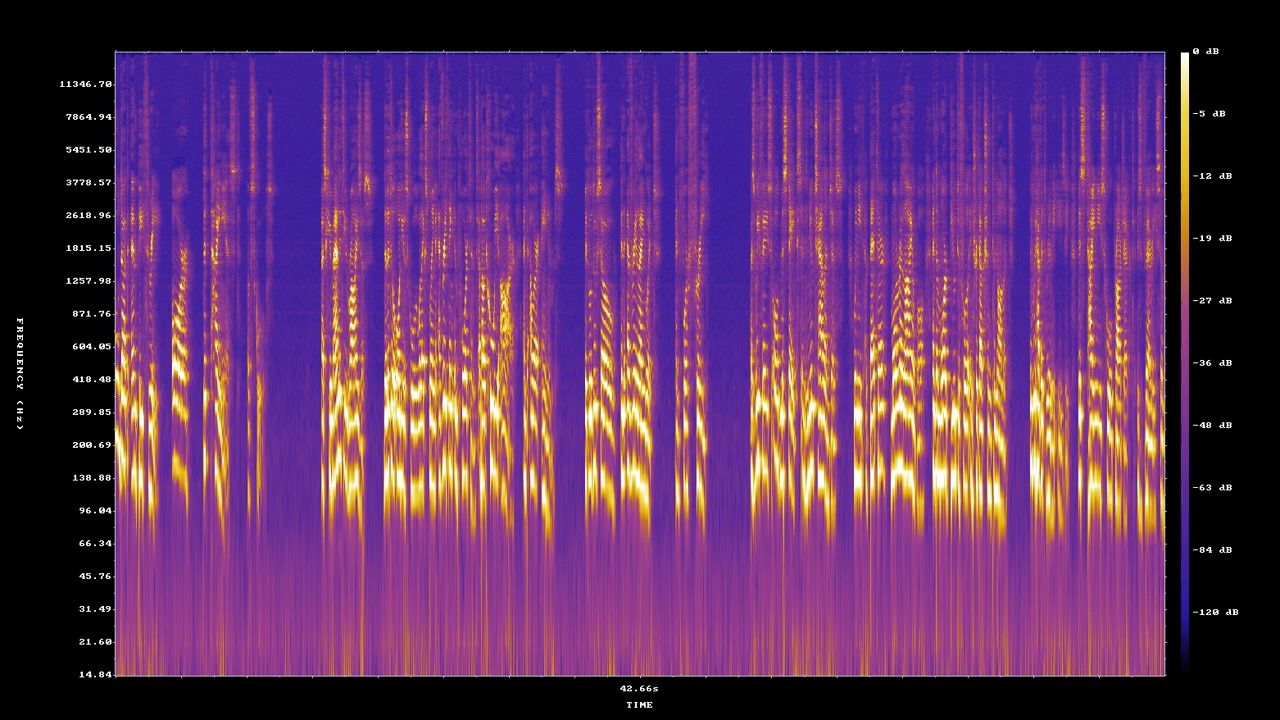 0 dB
11346.70
-5 dB
7864.94
5451.50
-12 dB
3778.57
2618.96
-19 dB
1815.15
1257.98
-27 dB
871.76
FREQUENCY (Hz)
604.05
-36 dB
418.48
289.85
-48 dB
200.69
138.88
-63 dB
96.04
66.34
-84 dB
45.76
31.49
-120 dB
21.60
14.84
42.66s
TIME